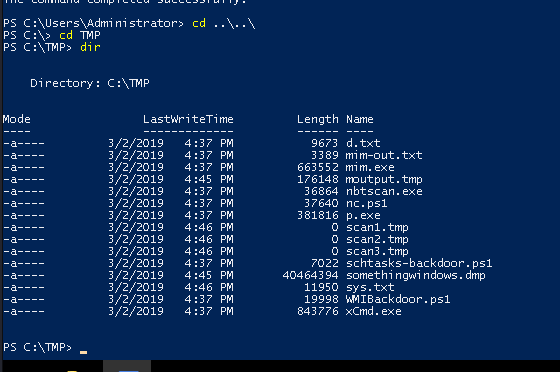 The command completed successfully.
PS C:\Users\Administrator> cd ..\..\
PS C:\> cd TMP
PS C:\TMP> dir
Directory: C:\TMP
Mode LastWriteTime Length Name
---- ------------- ------ ----
-a---- 3/2/2019 4:37 PM 9673 d.txt
-a---- 3/2/2019 4:37 PM 3389 mim-out.txt
-a---- 3/2/2019 4:37 PM 663552 mim.exe
-a---- 3/2/2019 4:45 PM 176148 moutput.tmp
-a---- 3/2/2019 4:37 PM 36864 nbtscan.exe
-a---- 3/2/2019 4:37 PM 37640 nc.ps1
-a---- 3/2/2019 4:37 PM 381816 p.exe
-a---- 3/2/2019 4:46 PM 0 scan1.tmp
-a---- 3/2/2019 4:46 PM 0 scan2.tmp
-a---- 3/2/2019 4:46 PM 0 scan3.tmp
-a---- 3/2/2019 4:37 PM 7022 schtasks-backdoor.ps1
-a---- 3/2/2019 4:45 PM 40464394 somethingwindows.dmp
-a---- 3/2/2019 4:46 PM 11950 sys.txt
-a---- 3/2/2019 4:37 PM 19998 WMIBackdoor.ps1
-a---- 3/2/2019 4:37 PM 843776 xCmd.exe
PS C:\TMP> _